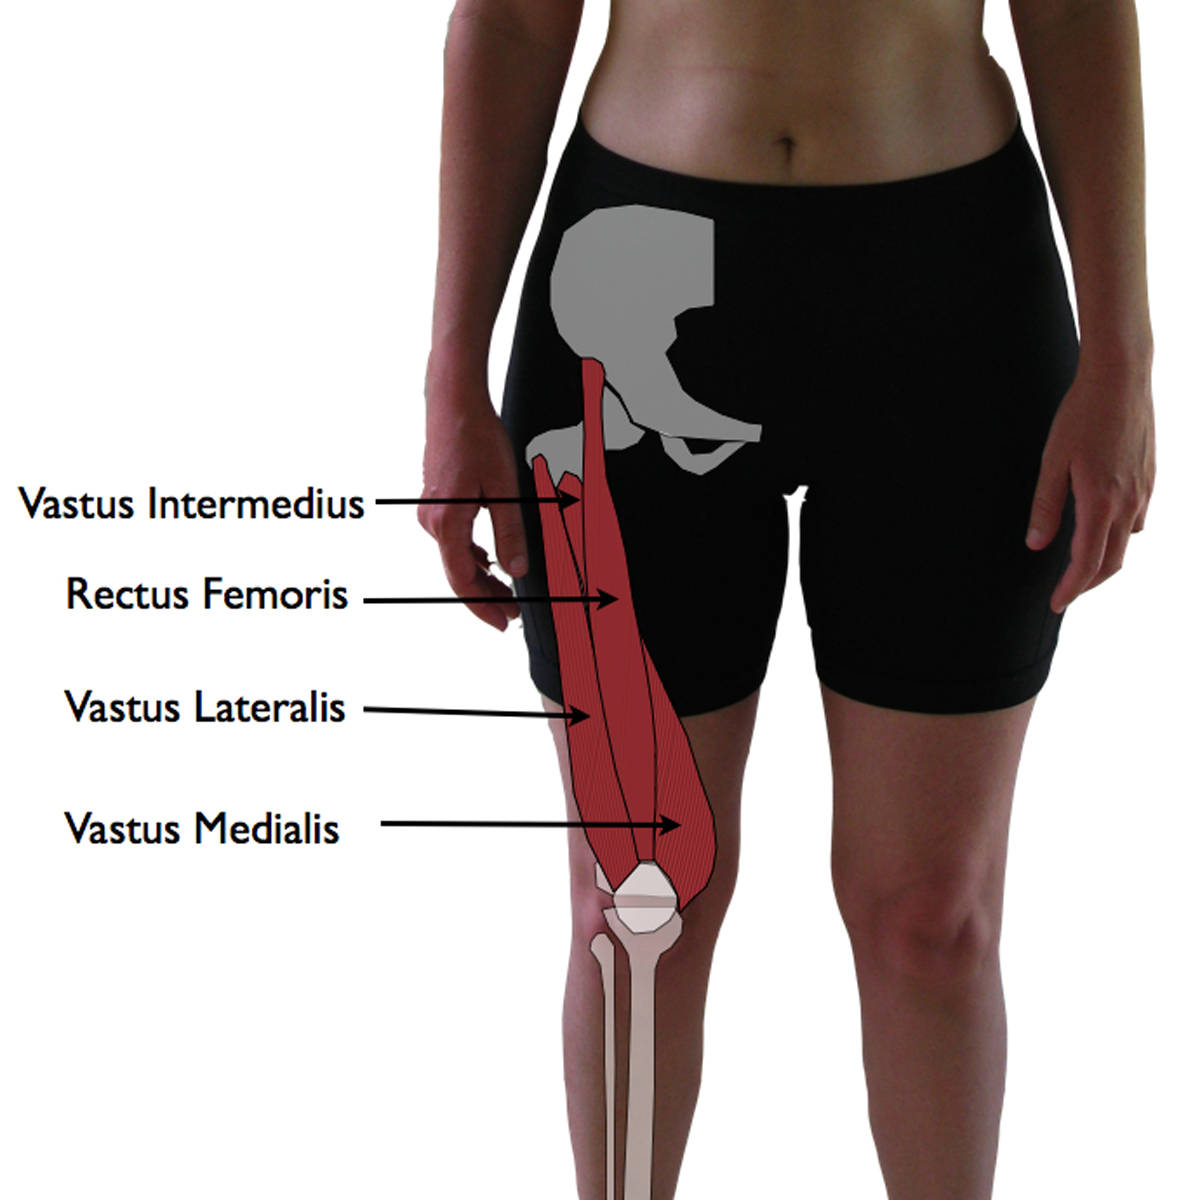 Vastus Intermedius
Rectus Femoris
Vastus Lateralis
Vastus Medialis